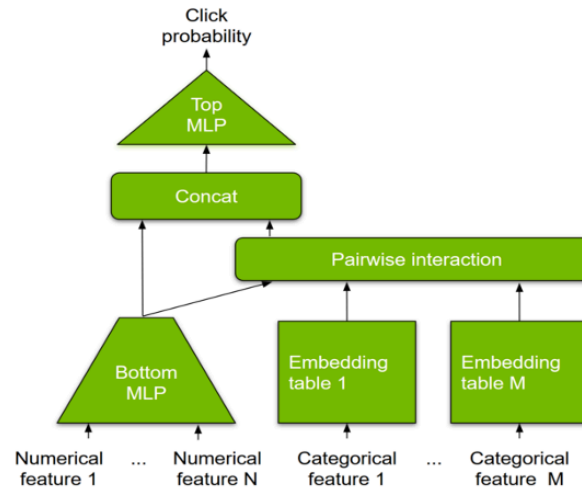 Click
probability
Top
MLP
Concat
Pairwise interaction
Bottom
MLP
Embedding
table 1
Embedding
table M
Numerical
feature 1
...
Numerical
feature N
Categorical
feature 1
...
Categorical
feature M